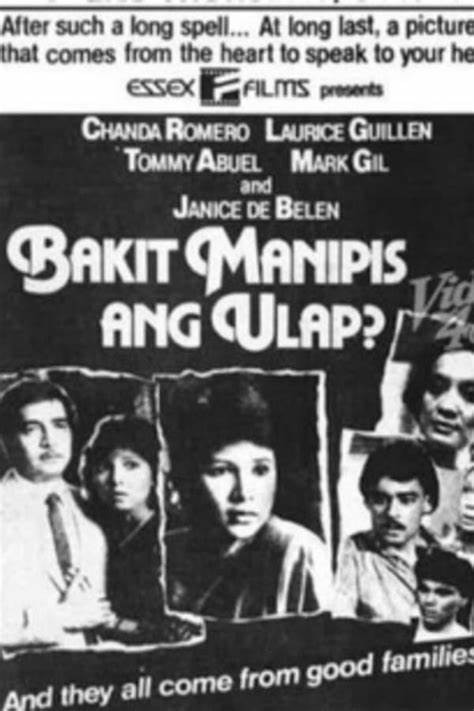 After such a long spell... At long last, a picture
that comes from the heart to speak to your he
ESSEX FILMS presents
CHANDA ROMERO LAURICE GUILLEN
TOMMY ABUEL MARK GIL
and
JANICE DE BELEN
BAKIT MANIPIS
ANG ULAP?
And they all come from good families